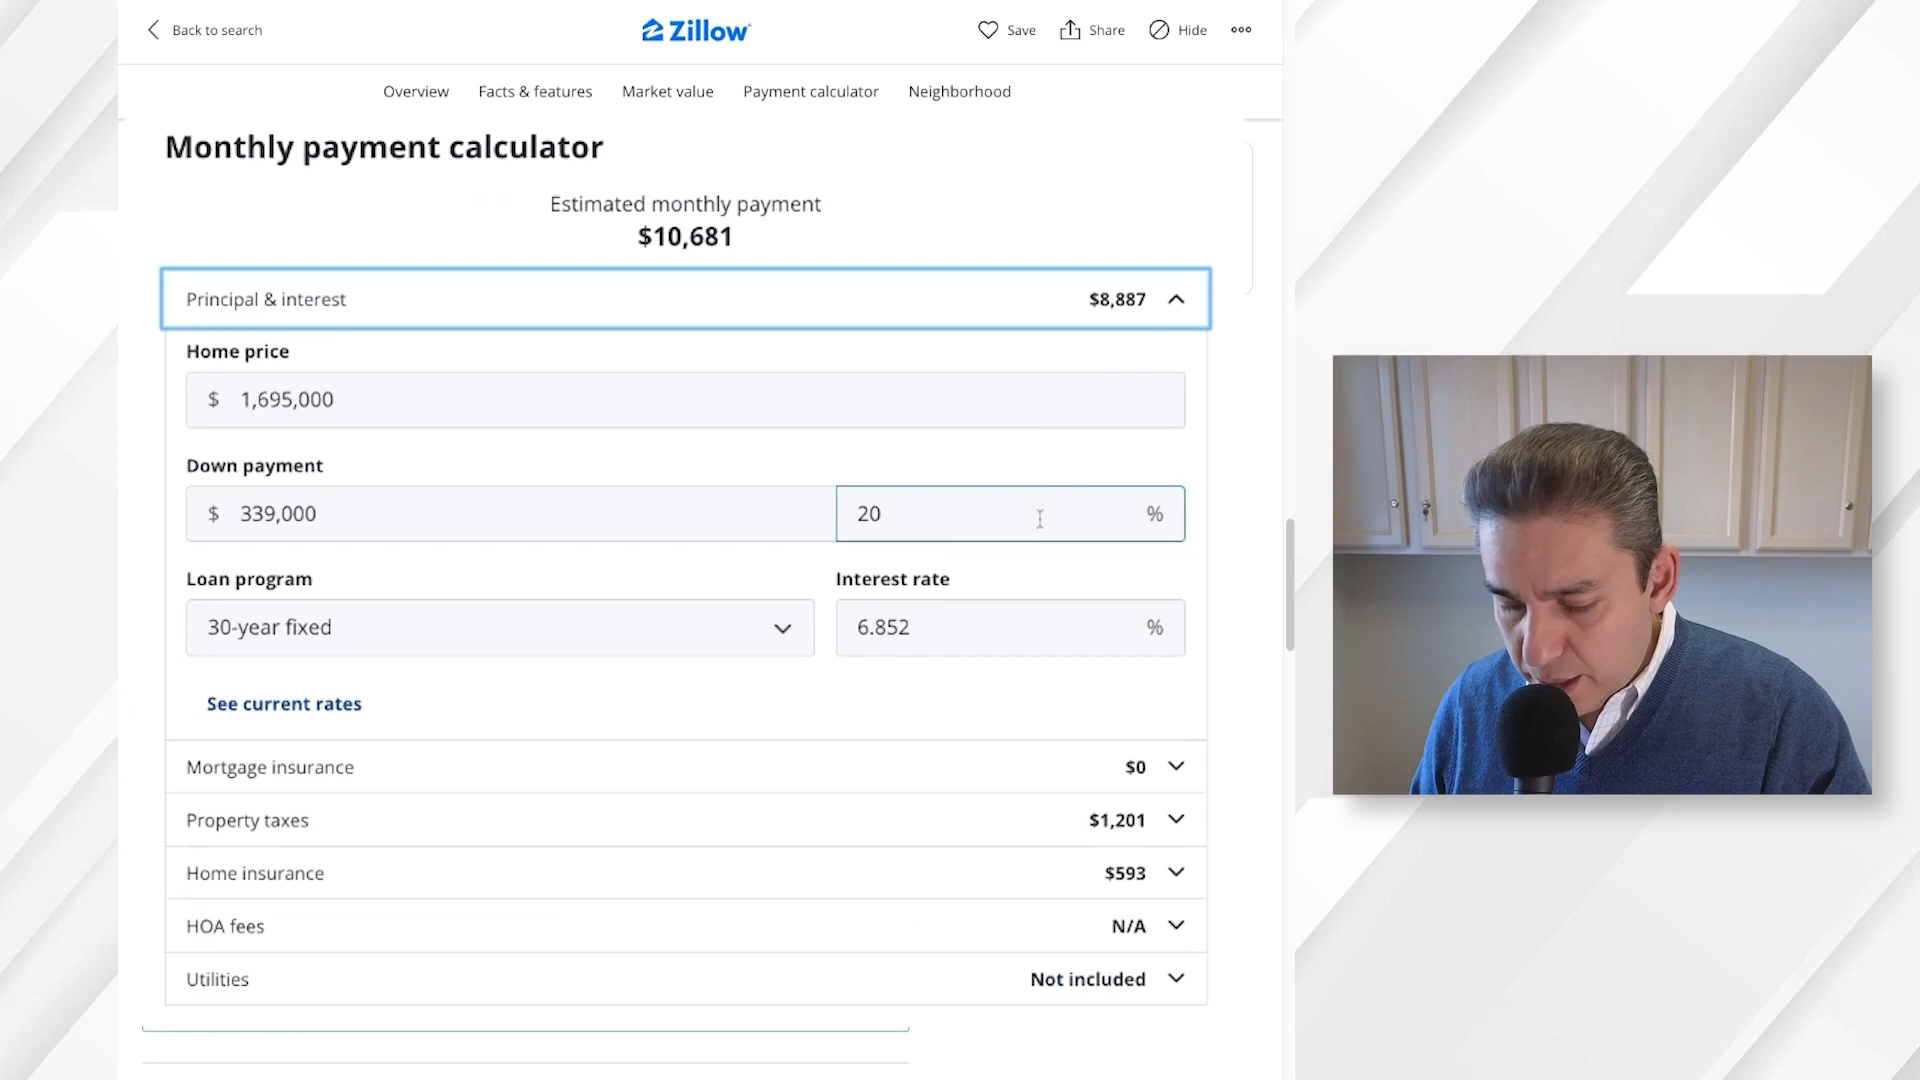 Back to search
Zillow
Save
Share
Hide
Overview
Facts & features
Market value
Payment calculator
Neighborhood
Monthly payment calculator
Estimated monthly payment
$10,681
Principal & interest
$8,887
Home price
$ 1,695,000
Down payment
$ 339,000
20 %
Loan program
Interest rate
30-year fixed
6.852 %
See current rates
Mortgage insurance
$0
Property taxes
$1,201
Home insurance
$593
HOA fees
N/A
Utilities
Not included